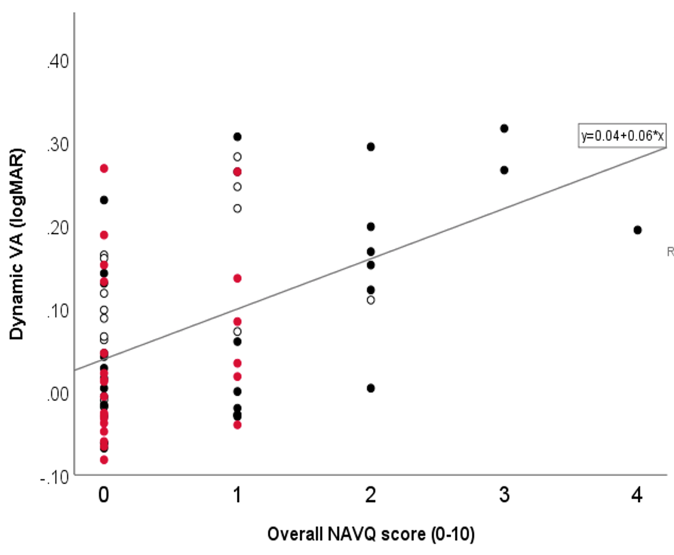 .40
.30
.20
.10
.00
-.10
Dynamic VA (logMAR)
y=0.04+0.06*x
R
0 1 2 3 4
Overall NAVQ score (0-10)